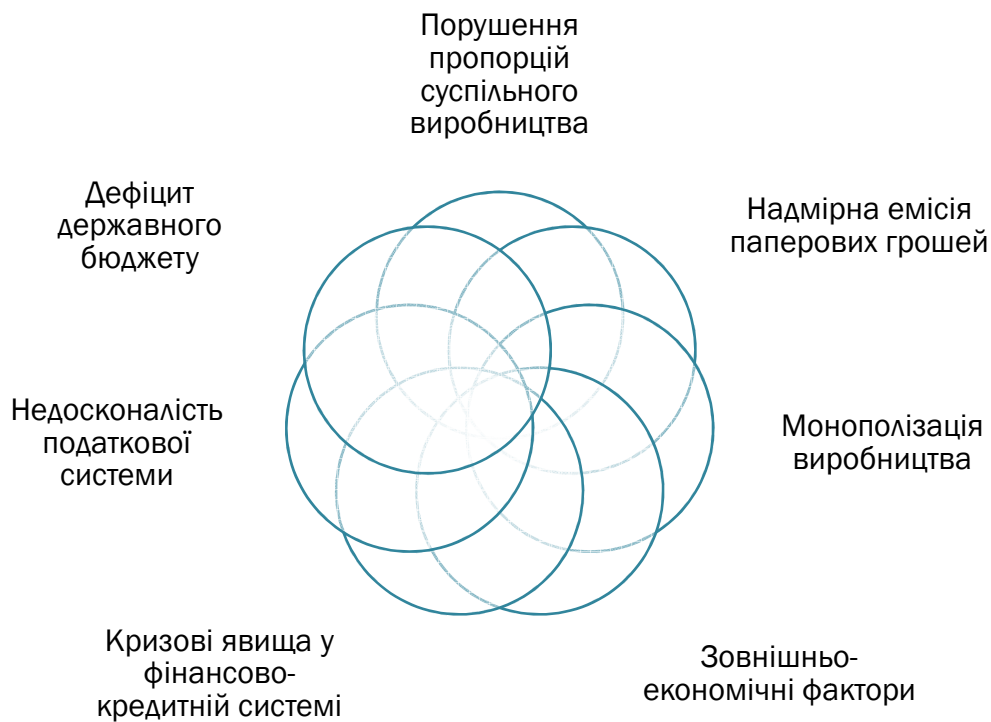 Порушення
пропорцій
суспільного
виробництва
Надмірна емісія
паперових грошей
Монополізація
виробництва
Зовнішньо-
економічні фактори
Кризові явища у
фінансово-
кредитній системі
Недосконалість
податкової
системи
Дефіцит
державного
бюджету